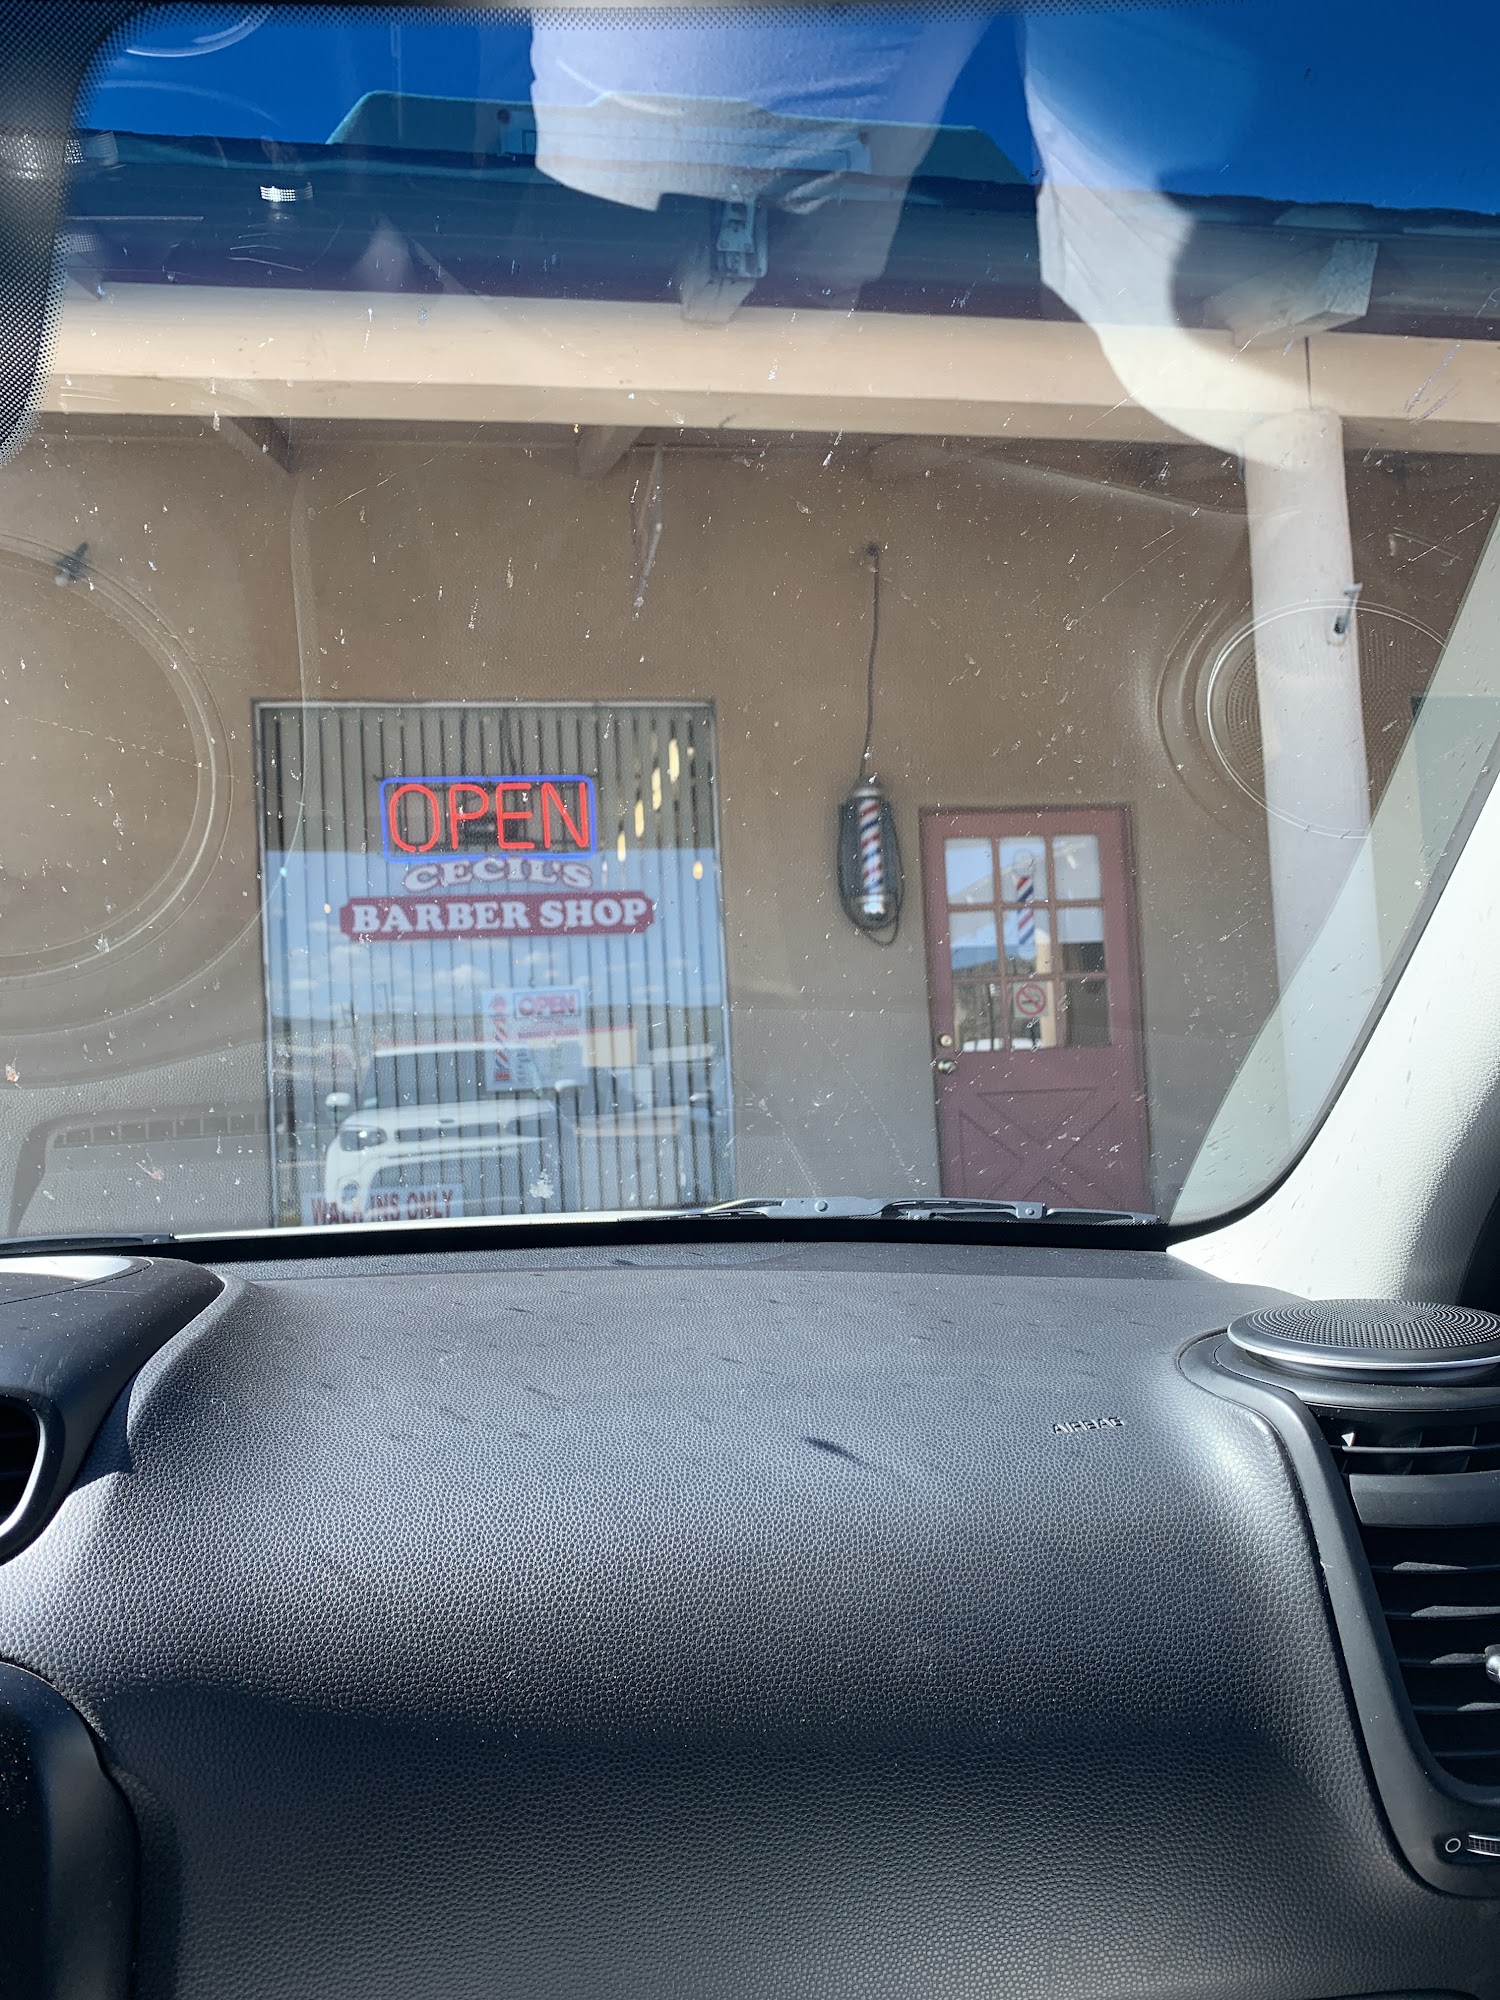 OPEN
CECIL'S
BARBER SHOP
OPEN
WALK-INS ONLY
AIRBAG